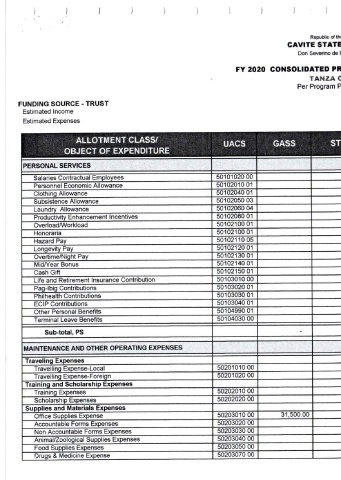 Republic of the
CAVITE STATE
Don Severino de l
FY 2020 CONSOLIDATED PR
TANZA C
Per Program P
FUNDING SOURCE - TRUST
Estimated Income
Estimated Expenses
ALLOTMENT CLASS/ OBJECT OF EXPENDITURE UACS GASS ST
PERSONAL SERVICES
Salaries Contractual Employees 50101020 00
Personnel Economic Allowance 50102010 01
Clothing Allowance 50102040 01
Subsistence Allowance 50102050 03
Laundry Allowance 50102060 04
Productivity Enhancement Incentives 50102080 01
Overload/Workload 50102100 01
Honoraria 50102100 01
Hazard Pay 50102110 05
Longevity Pay 50102120 01
Overtime/Night Pay 50102130 01
Mid/Year Bonus 50102140 01
Cash Gift 50102150 01
Life and Retirement Insurance Contribution 50103010 00
Pag-Ibig Contributions 50103020 01
Philhealth Contributions 50103030 01
ECIP Contributions 50103040 01
Other Personal Benefits 50104990 01
Terminal Leave Benefits 50104030 00
Sub-total, PS -
MAINTENANCE AND OTHER OPERATING EXPENSES
Traveling Expenses
Travelling Expense-Local 50201010 00
Travelling Expense-Foreign 50201020 00
Training and Scholarship Expenses
Training Expenses 50202010 00
Scholarship Expenses 50202020 00
Supplies and Materials Expenses
Office Supplies Expense 50203010 00 31,500.00
Accountable Forms Expenses 50203020 00
Non Accountable Forms Expenses 50203030 00
Animal/Zoological Supplies Expenses 50203040 00
Food Supplies Expenses 50203050 00
Drugs & Medicine Expense 50203070 00